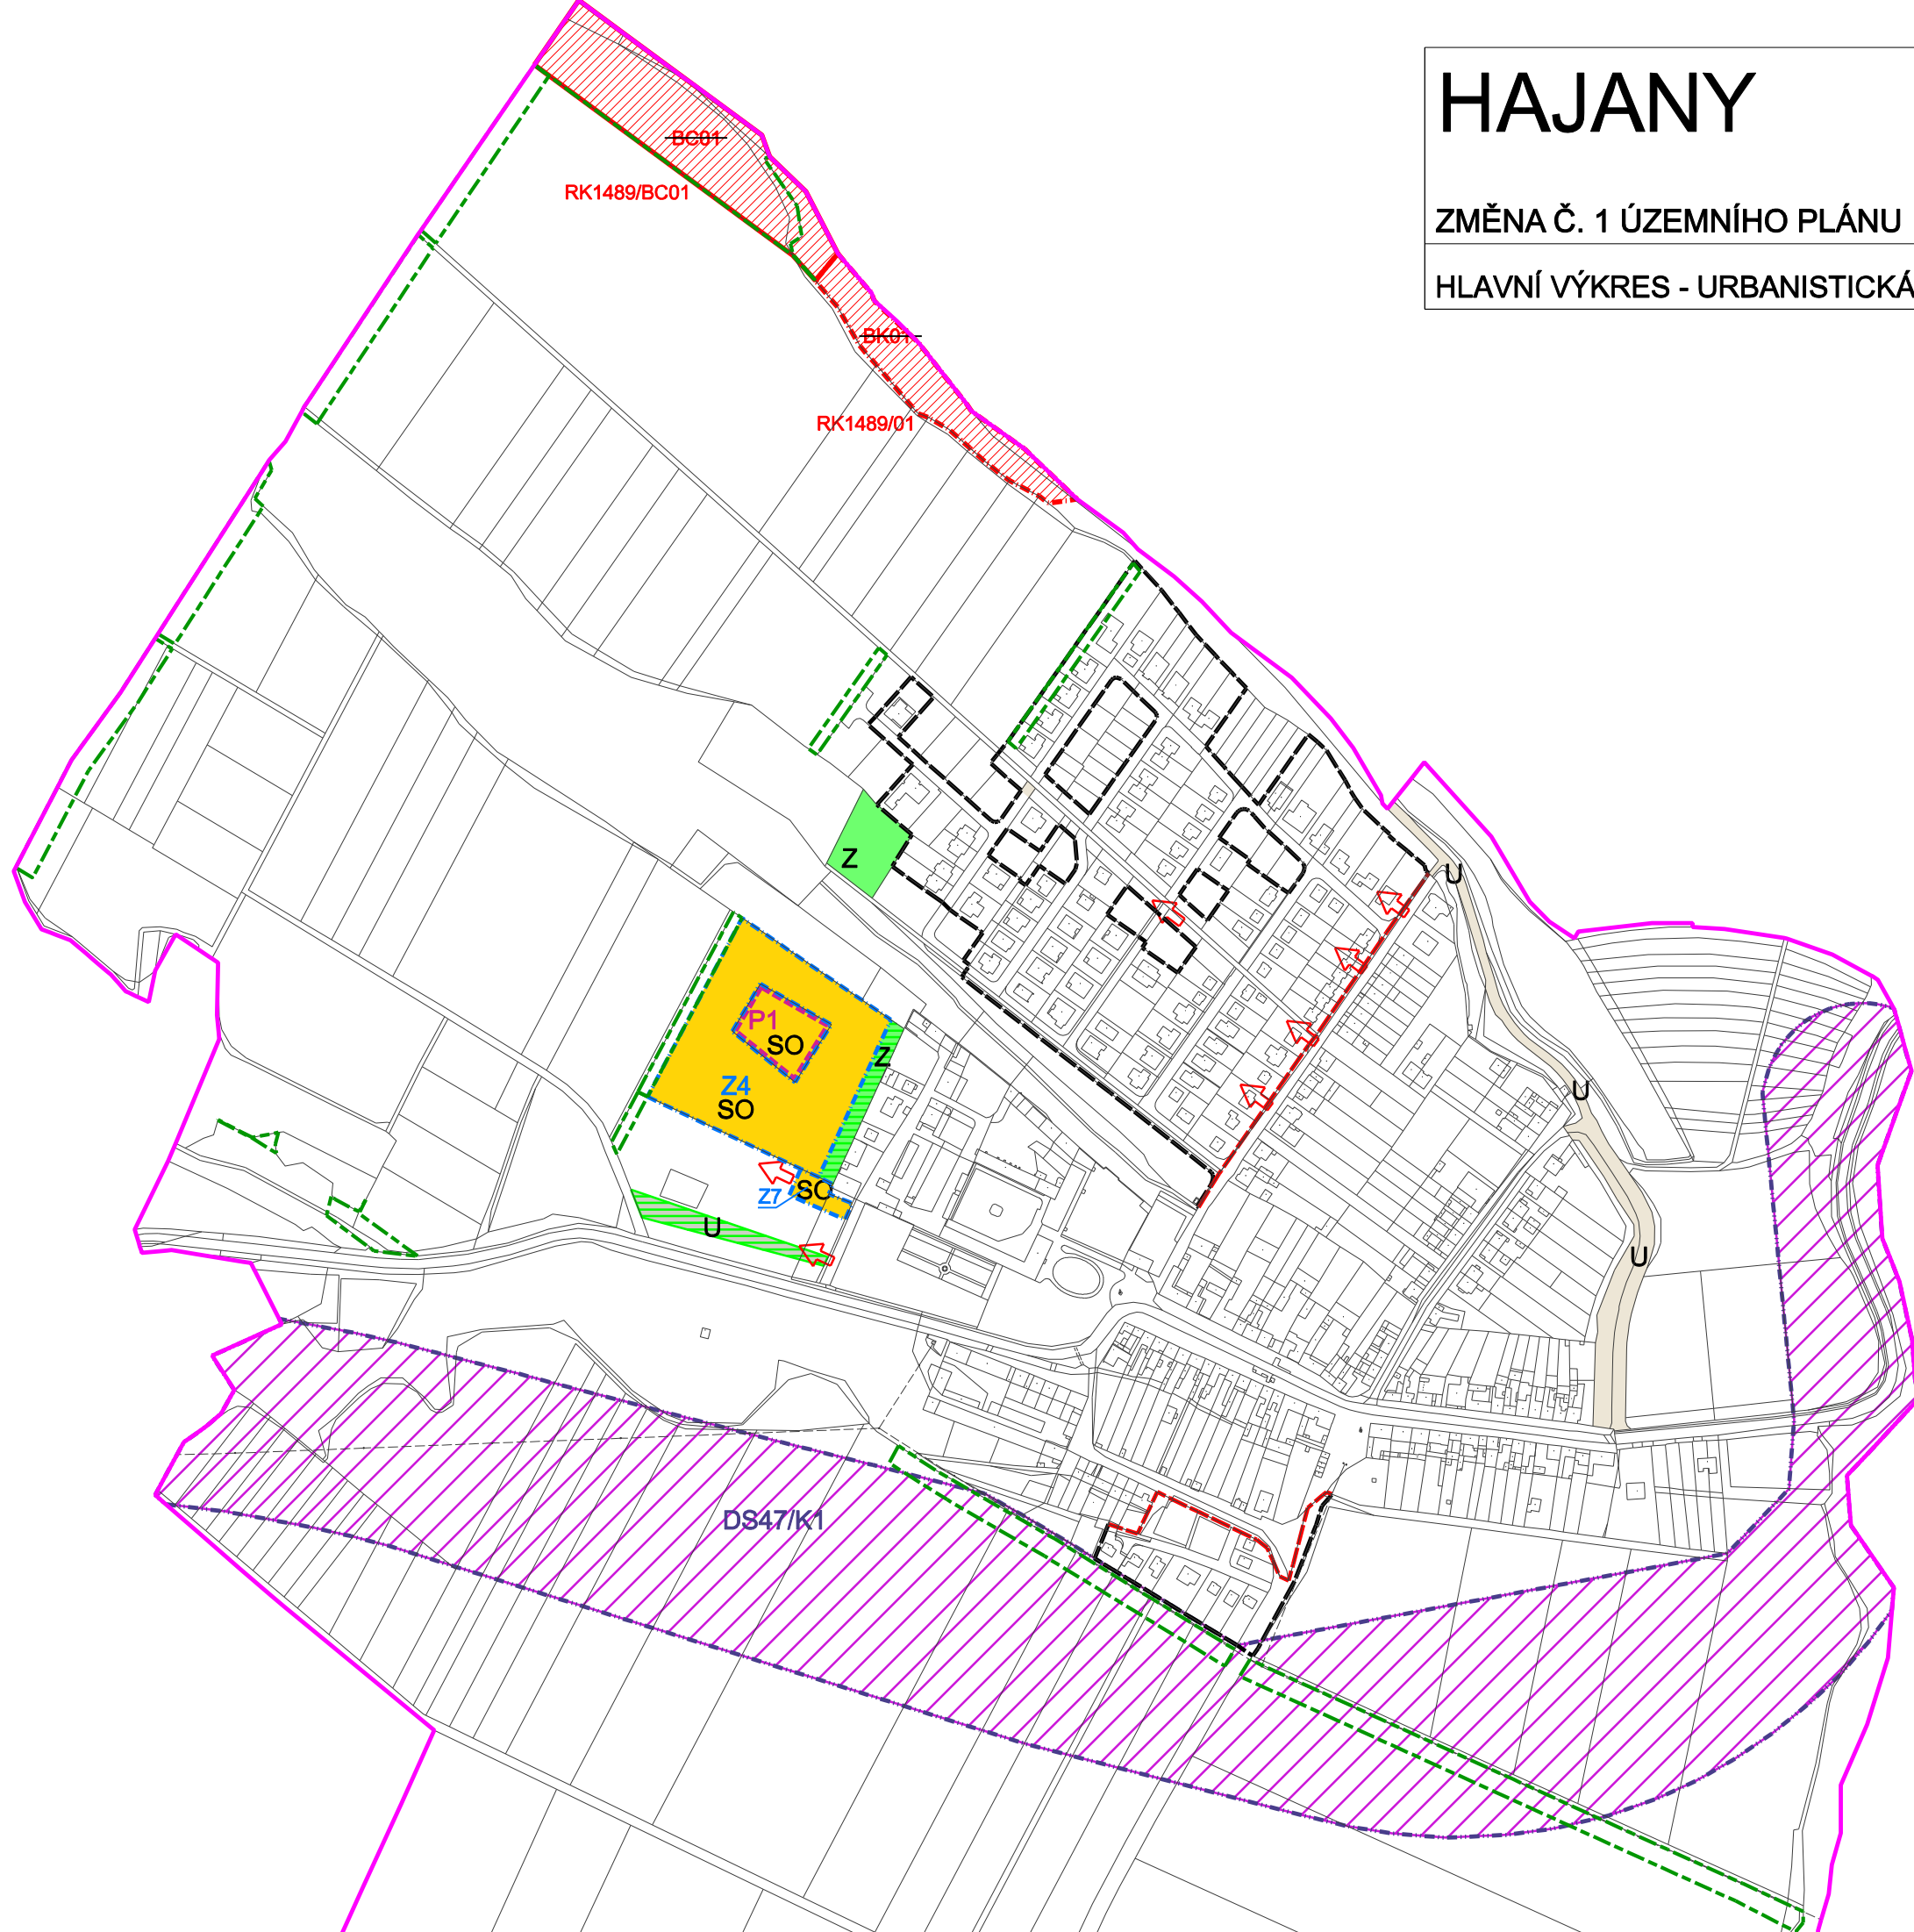 HAJANY
ZMĚNA Č. 1 ÚZEMNÍHO PLÁNU
HLAVNÍ VÝKRES - URBANISTICKÁ
BC01
RK1489/BC01
BK01
RK1489/01
Z
U
P1
SO
Z
Z4
SO
U
Z7
SO
U
U
DS47/K1